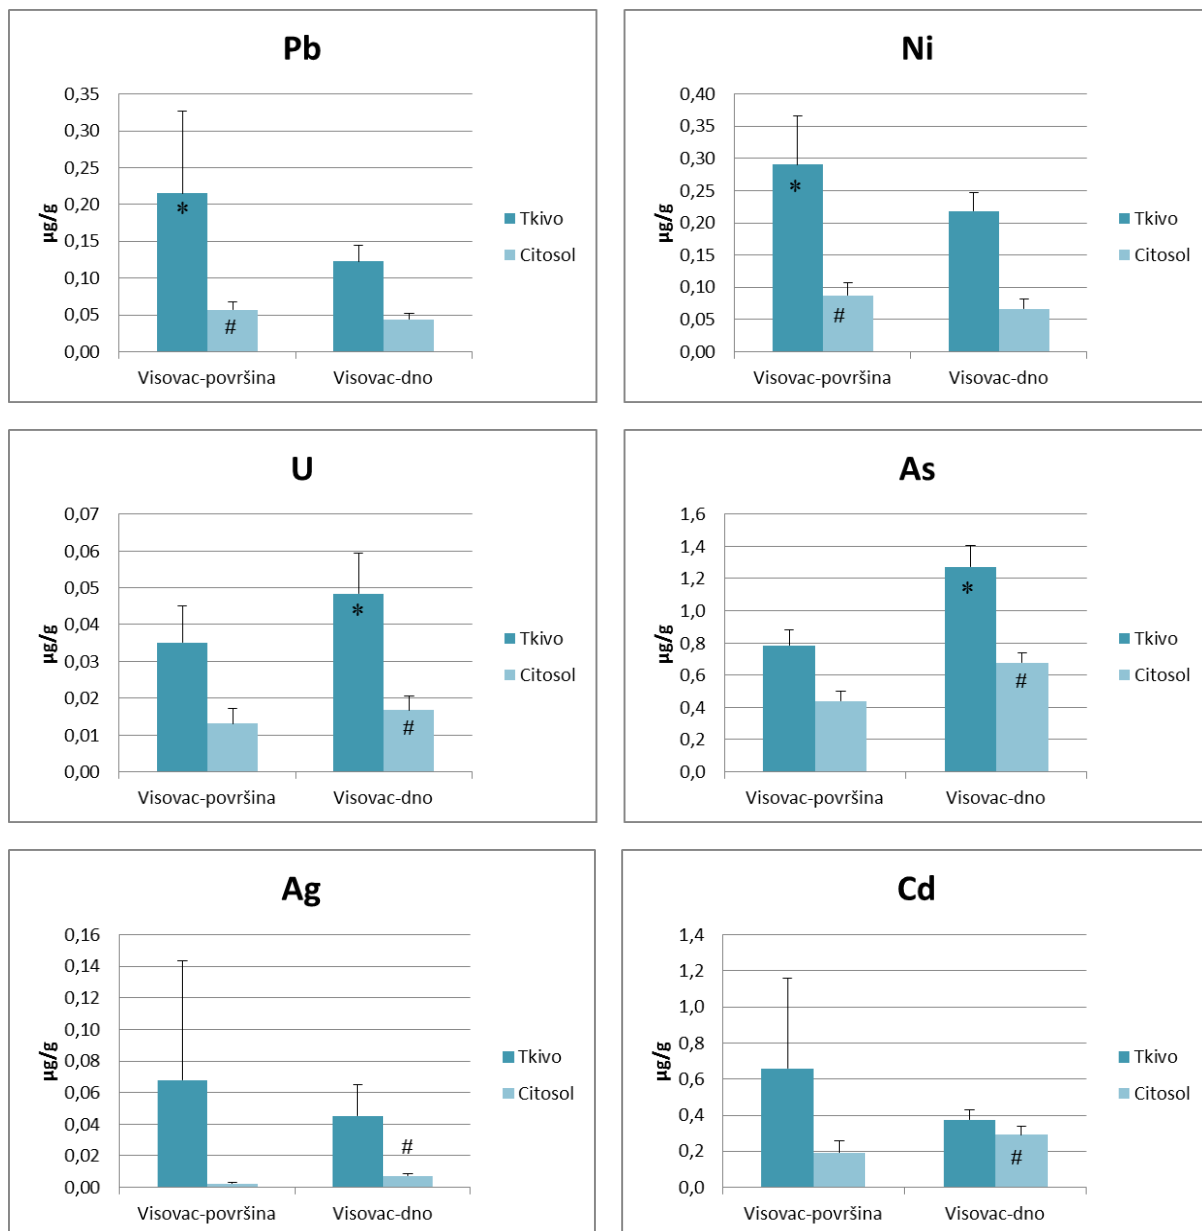 Pb
0,35
0,30
0,25
0,20
0,15
0,10
0,05
0,00
µg/g
*
#
Visovac-površina
Visovac-dno
Tkivo
Citosol
Ni
0,40
0,35
0,30
0,25
0,20
0,15
0,10
0,05
0,00
µg/g
*
#
Visovac-površina
Visovac-dno
Tkivo
Citosol
U
0,07
0,06
0,05
0,04
0,03
0,02
0,01
0,00
µg/g
*
#
Visovac-površina
Visovac-dno
Tkivo
Citosol
As
1,6
1,4
1,2
1,0
0,8
0,6
0,4
0,2
0,0
µg/g
*
#
Visovac-površina
Visovac-dno
Tkivo
Citosol
Ag
0,16
0,14
0,12
0,10
0,08
0,06
0,04
0,02
0,00
µg/g
#
Visovac-površina
Visovac-dno
Tkivo
Citosol
Cd
1,4
1,2
1,0
0,8
0,6
0,4
0,2
0,0
µg/g
#
Visovac-površina
Visovac-dno
Tkivo
Citosol